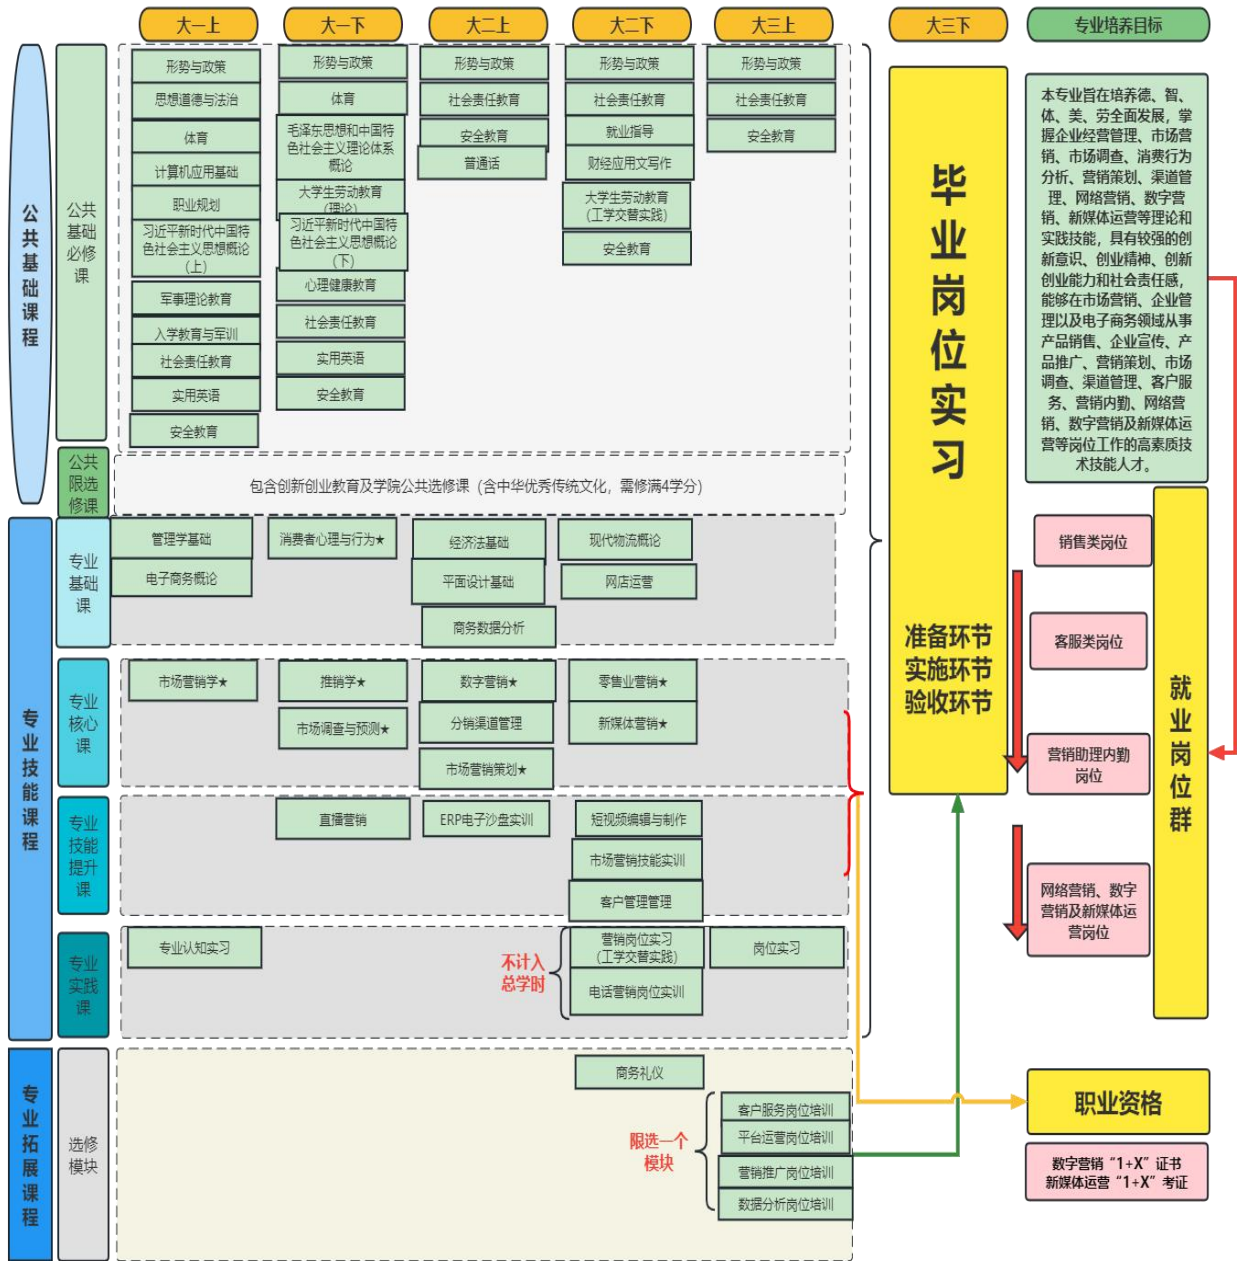 大一上
大一下
大二上
大二下
大三上
大三下
专业培养目标
公共基础课程
公共
基础
必修
课
形势与政策
思想道德与法治
体育
计算机应用基础
职业规划
习近平新时代中国特
色社会主义思想概论
(上)
军事理论教育
入学教育与军训
社会责任教育
实用英语
安全教育
形势与政策
体育
毛泽东思想和中国特
色社会主义理论体系
概论
大学生劳动教育
(理论)
习近平新时代中国特
色社会主义思想概论
(下)
心理健康教育
社会责任教育
实用英语
安全教育
形势与政策
社会责任教育
安全教育
普通话
形势与政策
社会责任教育
就业指导
财经应用文写作
大学生劳动教育
(工学交替实践)
安全教育
形势与政策
社会责任教育
安全教育
公共
限选
修课
包含创新创业教育及学院公共选修课（含中华优秀传统文化，需修满4学分）
专业技能课程
专业
基础
课
管理学基础
电子商务概论
消费者心理与行为★
经济法基础
平面设计基础
商务数据分析
现代物流概论
网店运营
专业
核心
课
市场营销学★
推销学★
市场调查与预测★
数字营销★
分销渠道管理
市场营销策划★
零售业营销★
新媒体营销★
专业
技能
提升
课
直播营销
ERP电子沙盘实训
短视频编辑与制作
市场营销技能实训
客户管理管理
专业
实践
课
专业认知实习
不计入
总学时
营销岗位实习
（工学交替实践）
电话营销岗位实训
岗位实习
专业拓展课程
选修
模块
商务礼仪
限选一个
模块
客户服务岗位培训
平台运营岗位培训
营销推广岗位培训
数据分析岗位培训
毕业岗位实习
准备环节
实施环节
验收环节
本专业旨在培养德、智、
体、美、劳全面发展，掌
握企业经营管理、市场营
销、市场调查、消费行为
分析、营销策划、渠道管
理、网络营销、数字营
销、新媒体运营等理论和
实践技能，具有较强的创
新意识、创业精神、创新
创业能力和社会责任感，
能够在市场营销、企业管
理以及电子商务领域从事
产品销售、企业宣传、产
品推广、营销策划、市场
调查、渠道管理、客户服
务、营销内勤、网络营
销、数字营销及新媒体运
营等岗位工作的高素质技
术技能人才。
销售类岗位
客服类岗位
营销助理内勤
岗位
网络营销、数字
营销及新媒体运
营岗位
就业岗位群
职业资格
数字营销“1+X”证书
新媒体运营“1+X”考证